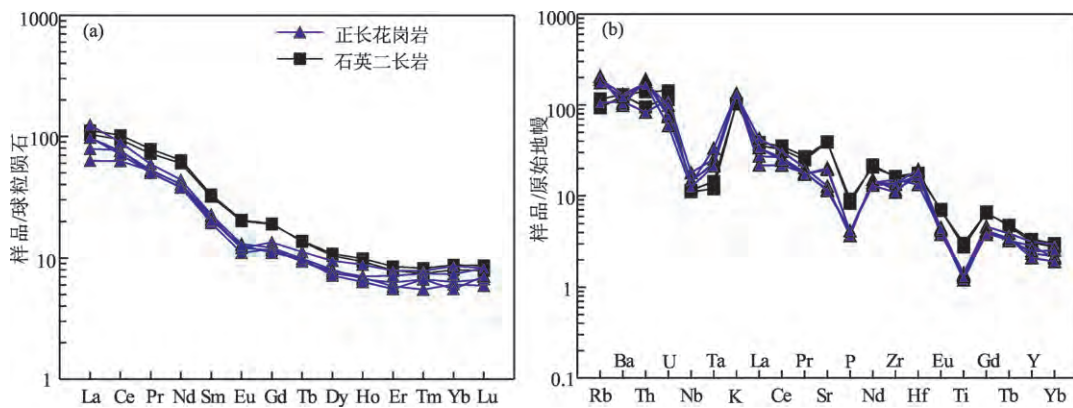 (a)
正长花岗岩
石英二长岩
样品/球粒陨石
1000
100
10
1
La Ce Pr Nd Sm Eu Gd Tb Dy Ho Er Tm Yb Lu
(b)
样品/原始地幔
1000
100
10
1
0.1
Ba U Ta La Pr P Zr Eu Gd Y
Rb Th Nb K Ce Sr Nd Hf Ti Tb Yb